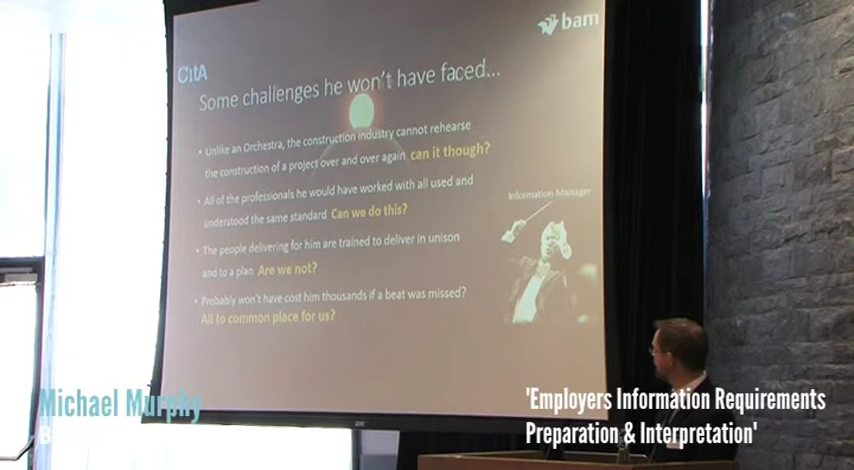 bam
CitA
Some challenges he won't have faced...
• Unlike an Orchestra, the construction industry cannot rehearse
the construction of a project over and over again can it though?
• All of the professionals he would have worked with all used and
understood the same standard Can we do this?
Information Manager
• The people delivering for him are trained to deliver in unison
and to a plan Are we not?
• Probably won't have cost him thousands if a beat was missed?
All to common place for us?
Michael Murphy
B
'Employers Information Requirements
Preparation & Interpretation'